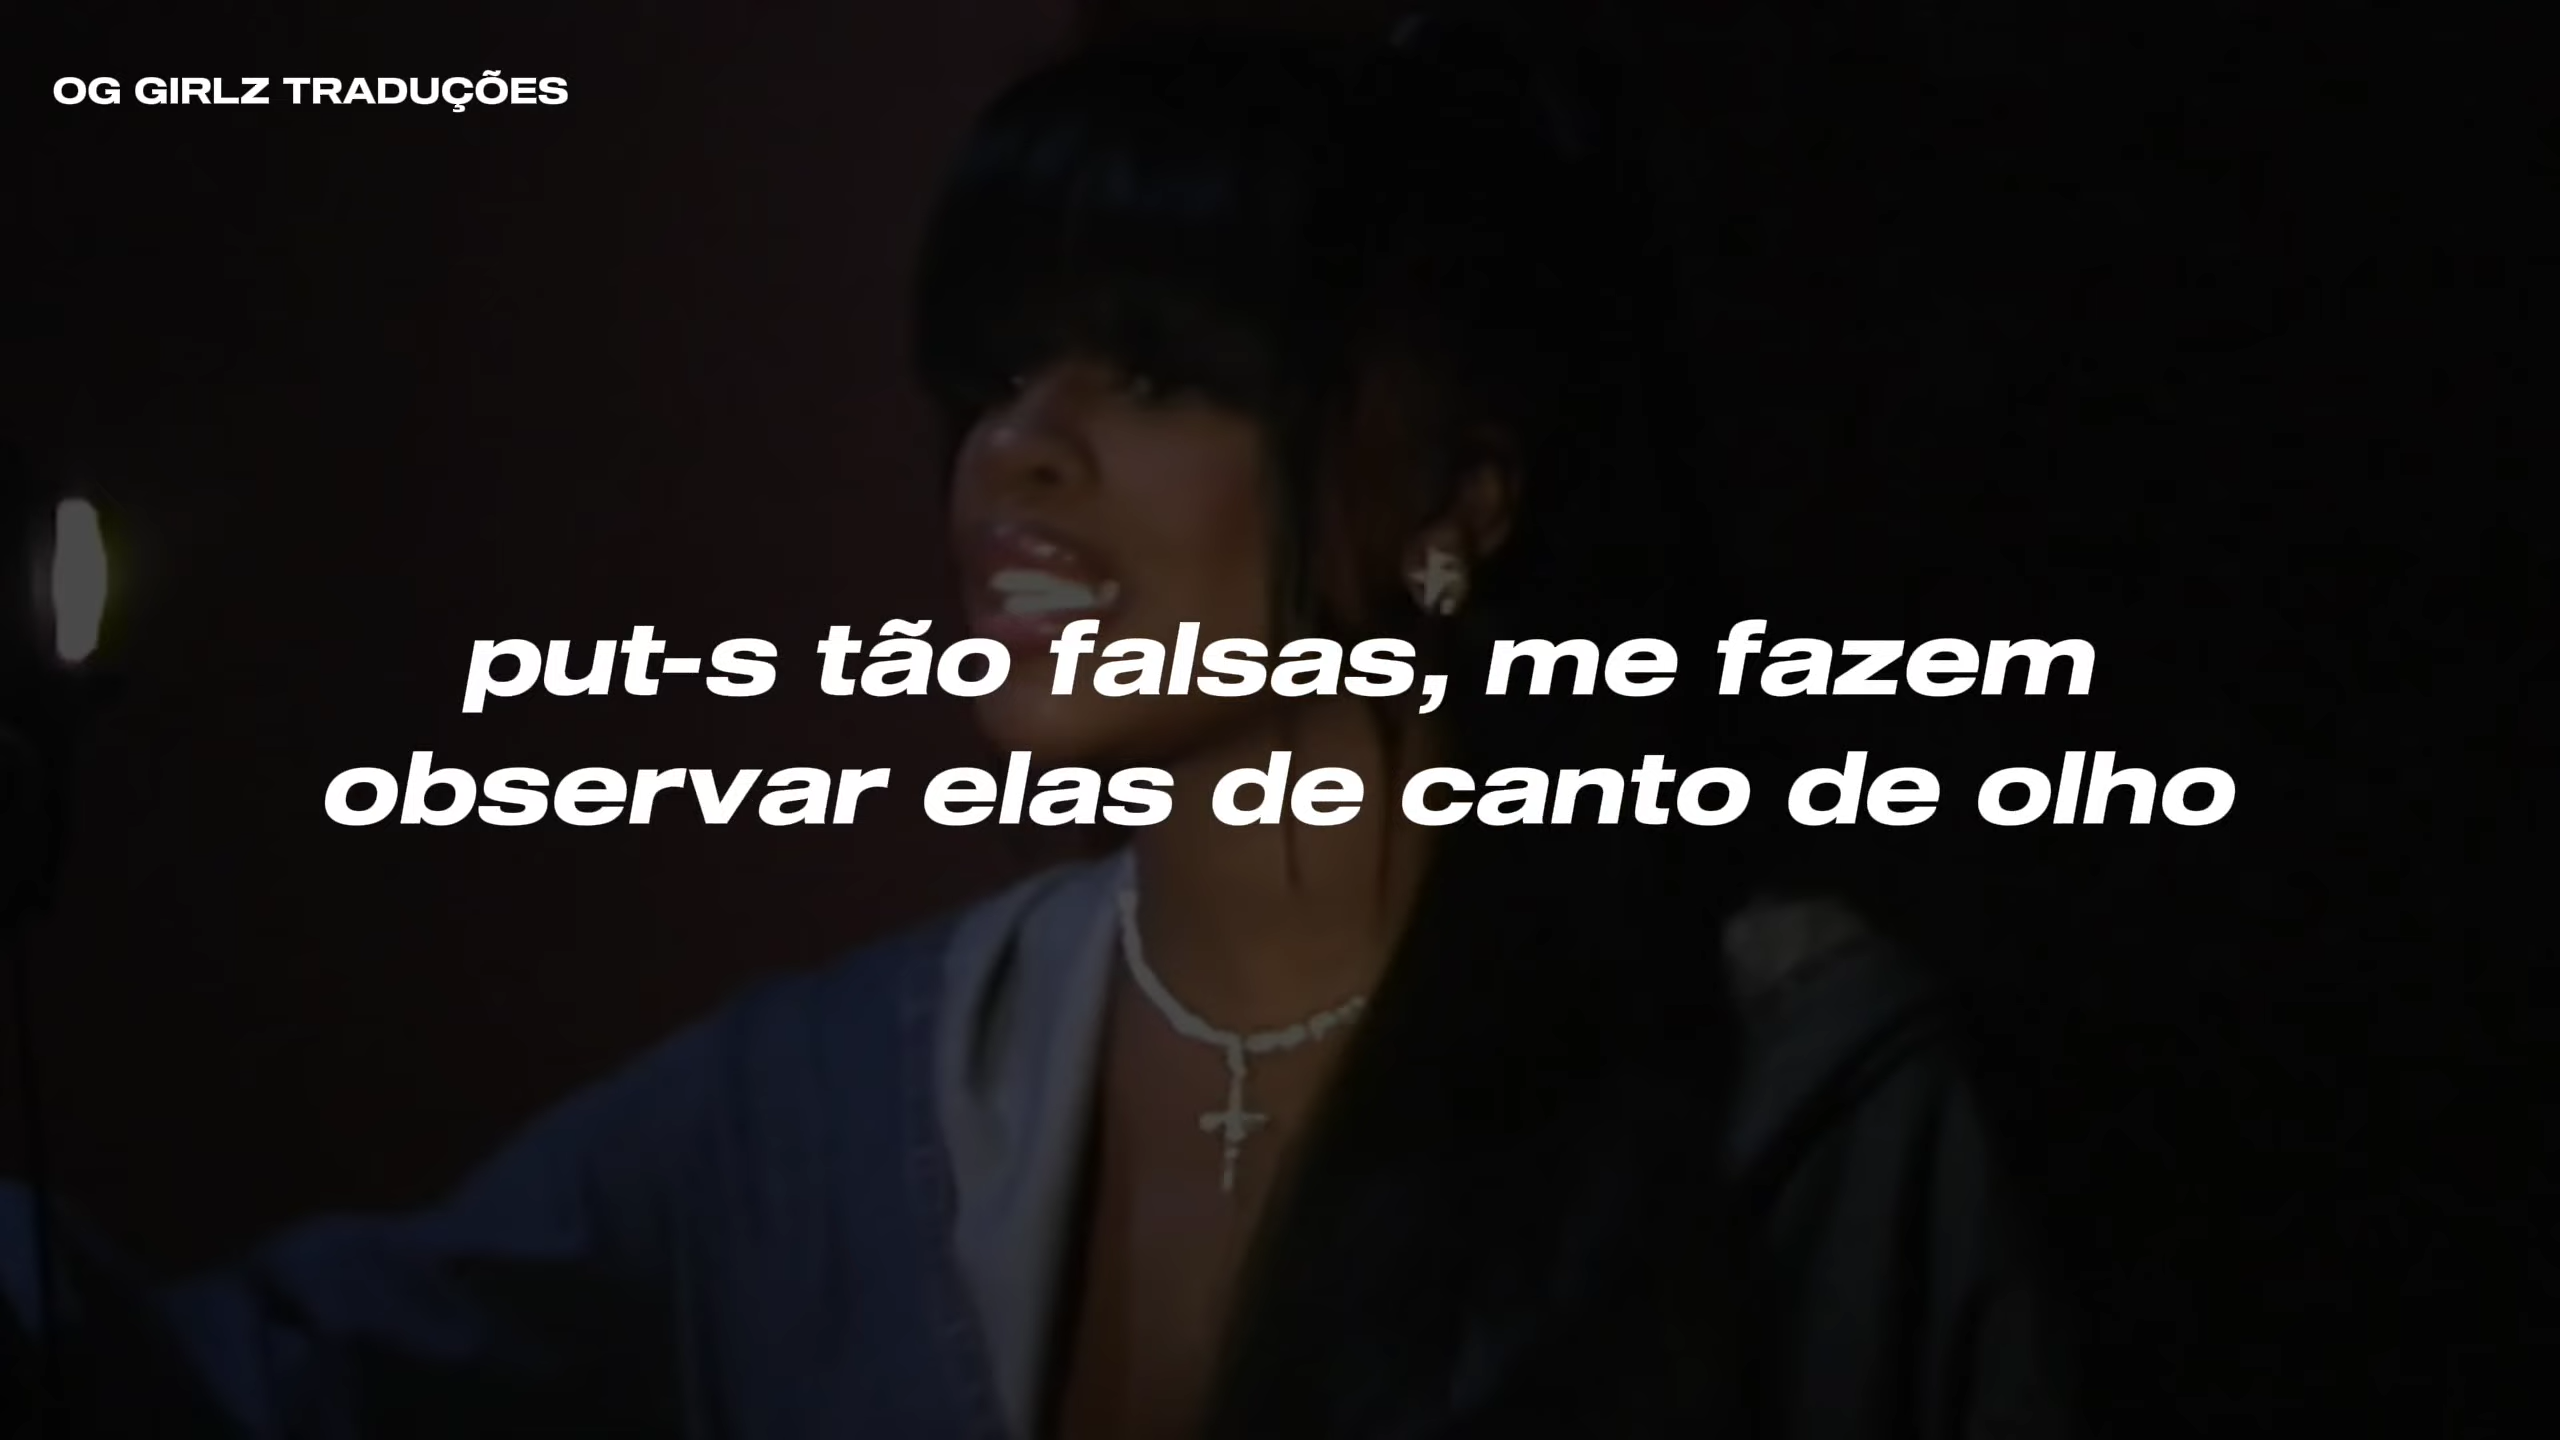 OG GIRLZ TRADUÇÕES
put-s tão falsas, me fazem
observar elas de canto de olho